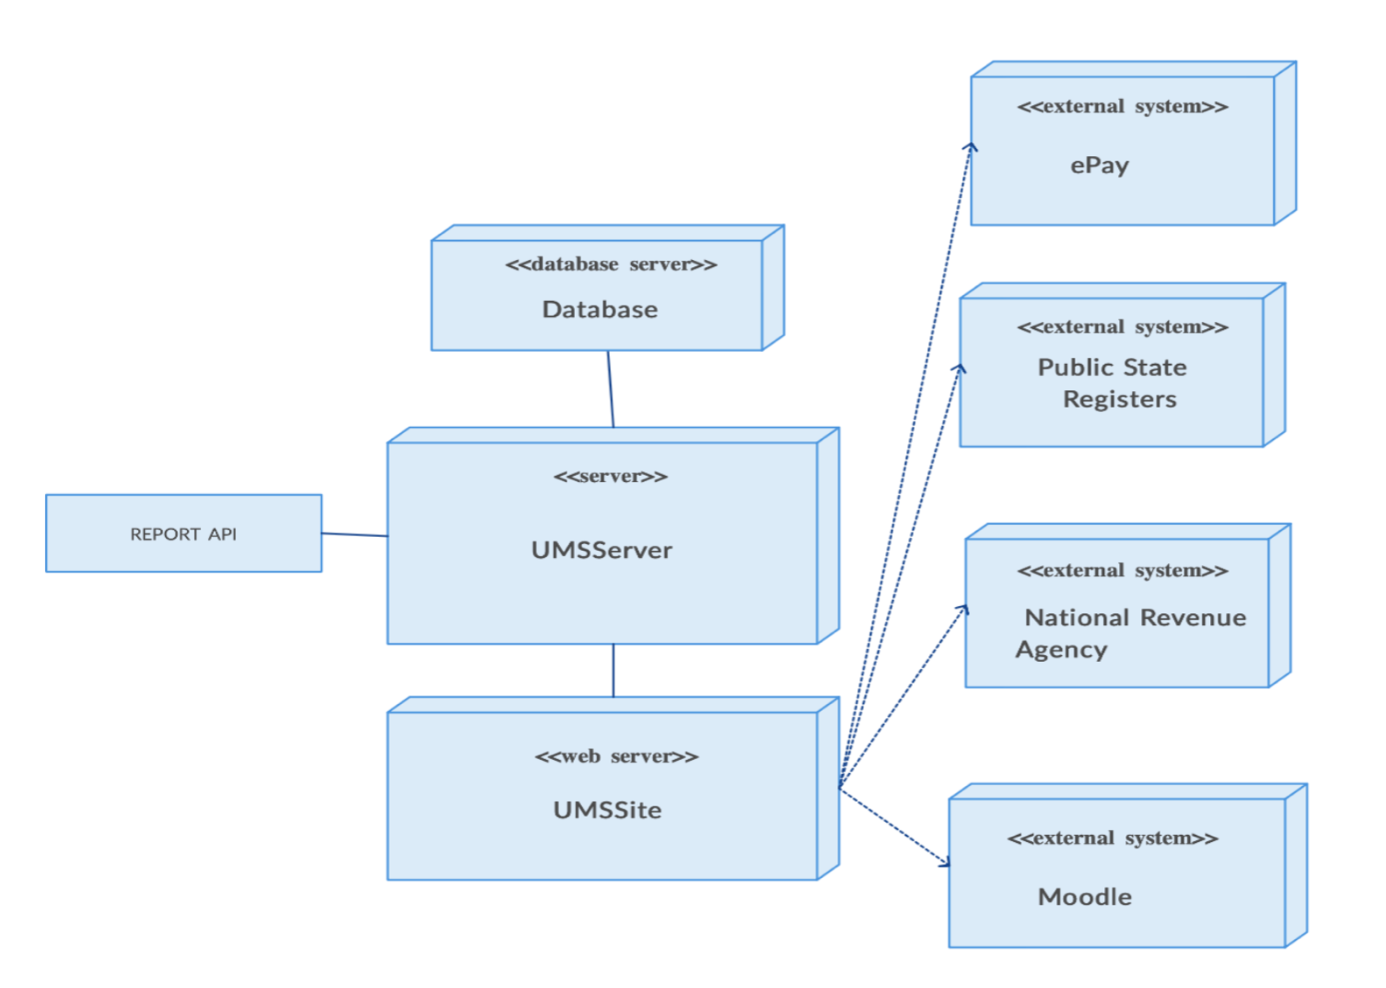 <<external system>>
ePay
<<database server>>
Database
<<external system>>
Public State
Registers
<<server>>
UMSServer
REPORT API
<<external system>>
National Revenue
Agency
<<web server>>
UMSSite
<<external system>>
Moodle